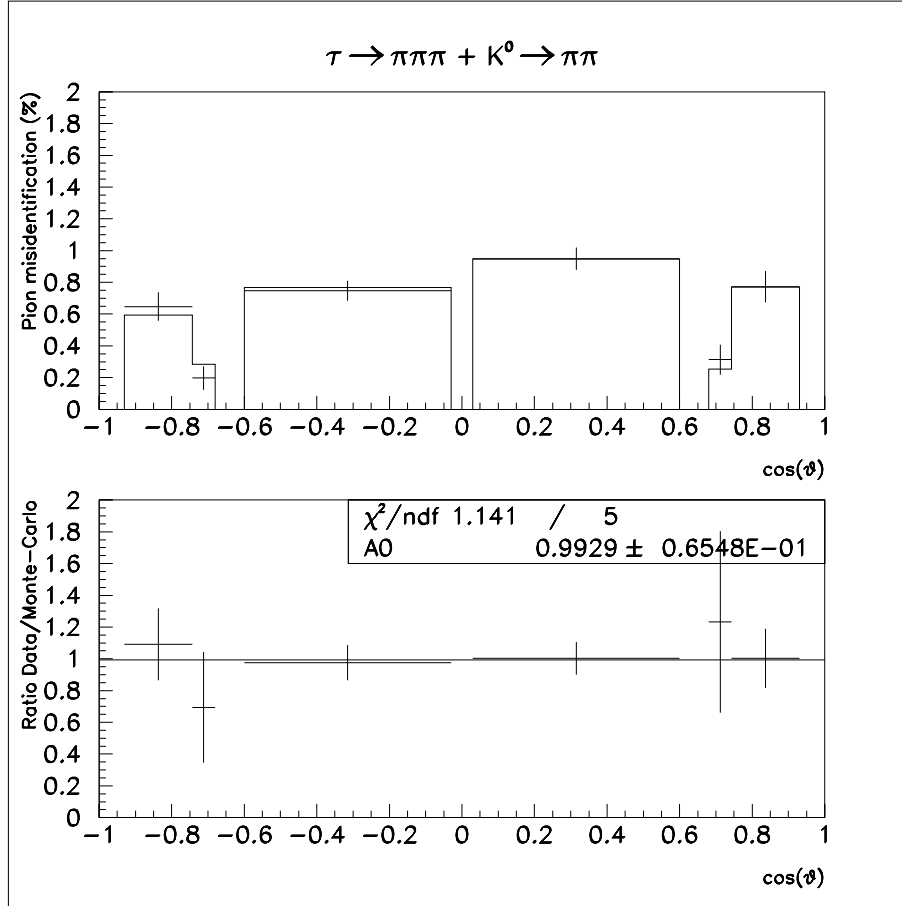 τ → πππ + K⁰ → ππ
Pion misidentification (%)
2
1.8
1.6
1.4
1.2
1
0.8
0.6
0.4
0.2
0
−1 −0.8 −0.6 −0.4 −0.2 0 0.2 0.4 0.6 0.8 1
cos(ϑ)
Ratio Data/Monte−Carlo
2
1.8
1.6
1.4
1.2
1
0.8
0.6
0.4
0.2
0
χ²/ndf 1.141 / 5
A0 0.9929 ± 0.6548E−01
−1 −0.8 −0.6 −0.4 −0.2 0 0.2 0.4 0.6 0.8 1
cos(ϑ)